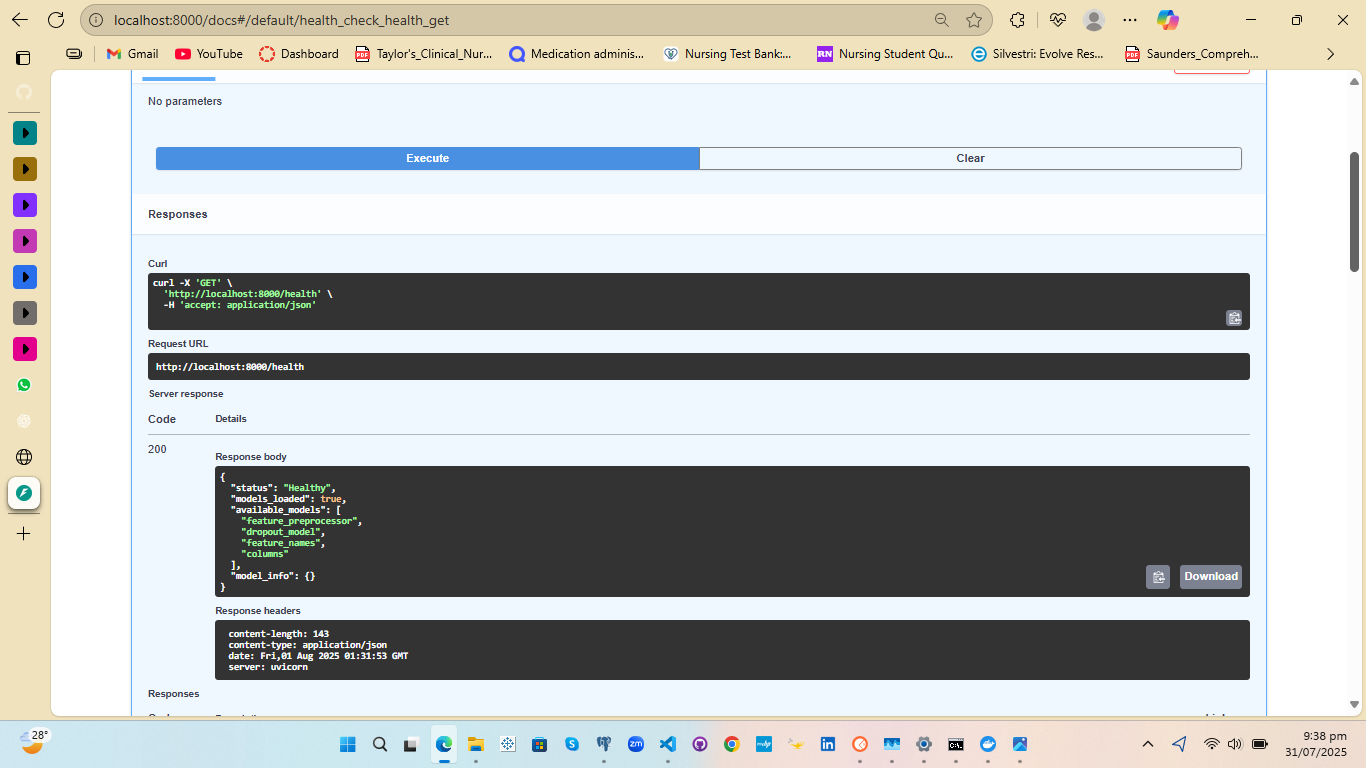 localhost:8000/docs#/default/health_check_health_get
Gmail
YouTube
Dashboard
Taylor's_Clinical_Nur...
Medication adminis...
Nursing Test Bank:...
RN
Nursing Student Qu...
Silvestri: Evolve Res...
Saunders_Compreh...
No parameters
Execute
Clear
Responses
Curl
curl -X 'GET' \
'http://localhost:8000/health' \
-H 'accept: application/json'
Request URL
http://localhost:8000/health
Server response
Code Details
200
Response body
{
"status": "Healthy",
"models_loaded": true,
"available_models": [
"feature_preprocessor",
"dropout_model",
"feature_names",
"columns"
],
"model_info": {}
}
Download
Response headers
content-length: 143
content-type: application/json
date: Fri,01 Aug 2025 01:31:53 GMT
server: uvicorn
Responses
28°
9:38 pm
31/07/2025